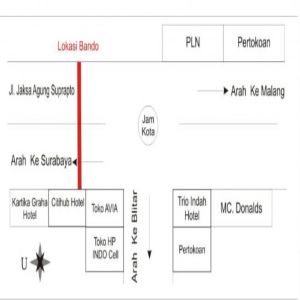 Lokasi Bando
PLN
Pertokoan
Jl. Jaksa Agung Suprapto
Arah Ke Malang
Jam
Kota
Arah Ke Surabaya
Kartika Graha
Hotel
Citihub Hotel
Toko AVIA
Arah Ke Blitar
Trio Indah
Hotel
MC. Donalds
Toko HP
INDO Cell
Pertokoan
U